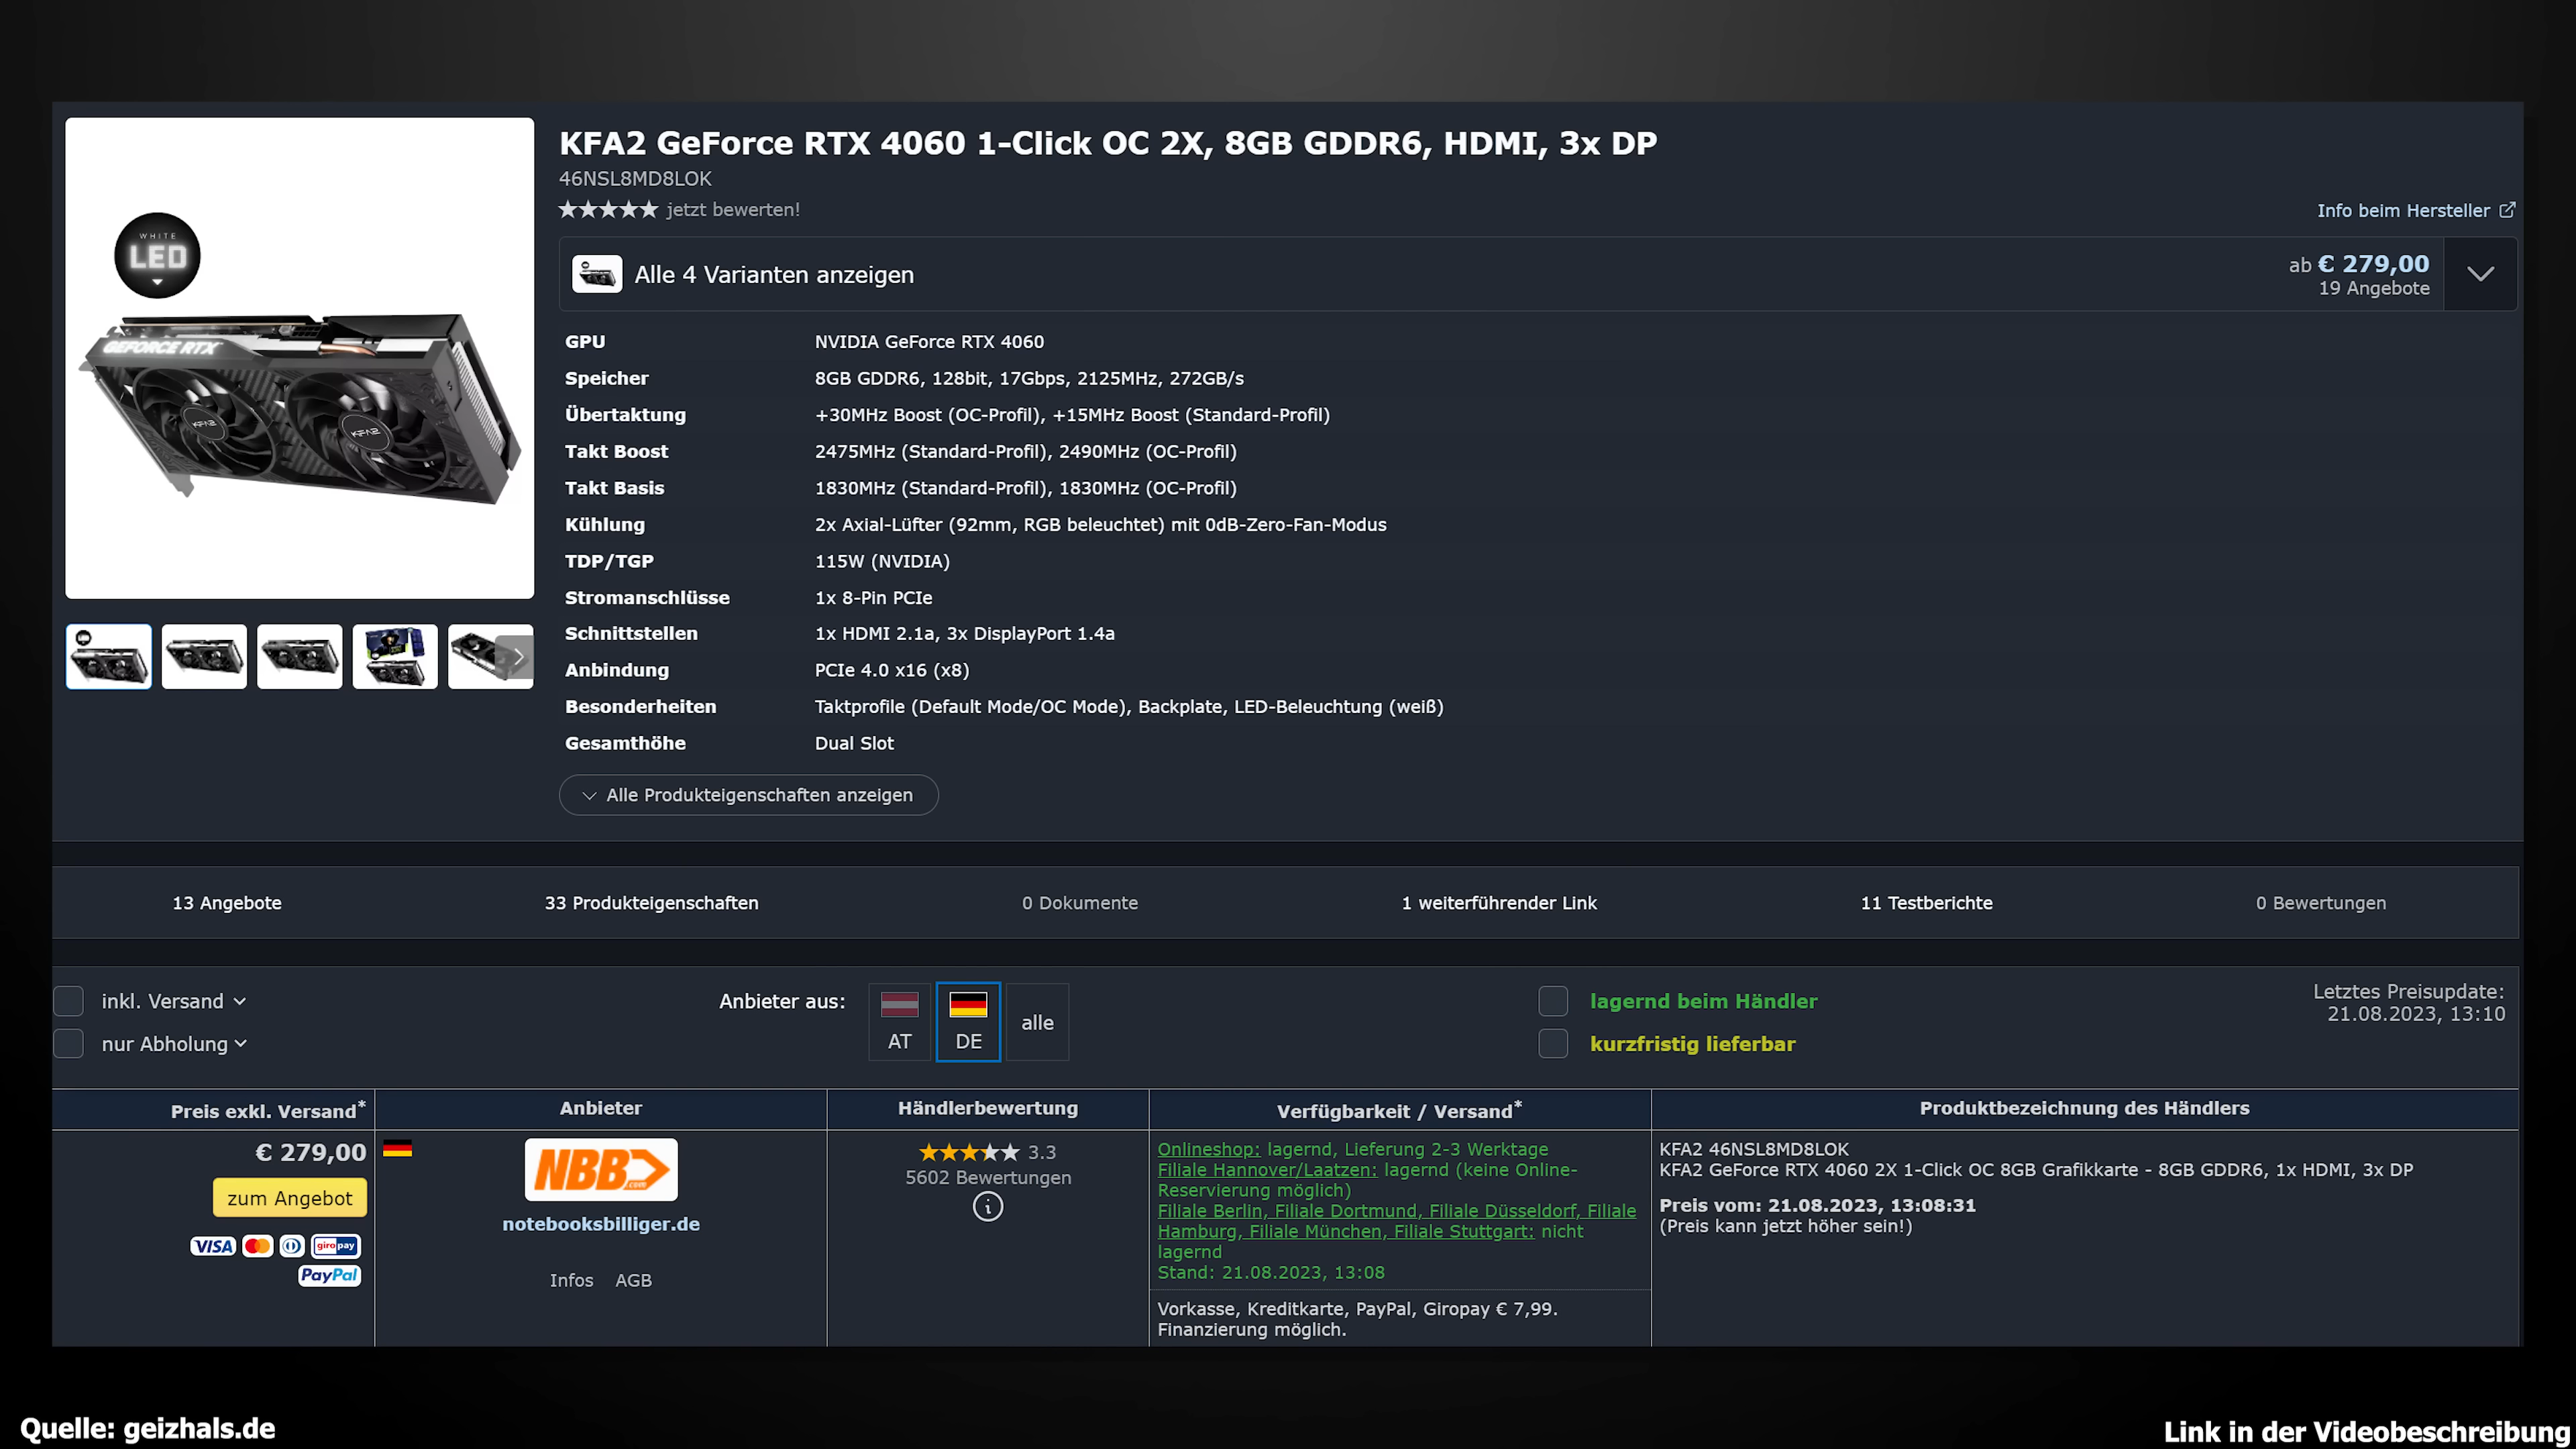 WHITE
LED
GEFORCE RTX
KFA2
KFA2
KFA2 GeForce RTX 4060 1-Click OC 2X, 8GB GDDR6, HDMI, 3x DP
46NSL8MD8LOK
jetzt bewerten!
Info beim Hersteller
Alle 4 Varianten anzeigen
ab € 279,00
19 Angebote
GPU NVIDIA GeForce RTX 4060
Speicher 8GB GDDR6, 128bit, 17Gbps, 2125MHz, 272GB/s
Übertaktung +30MHz Boost (OC-Profil), +15MHz Boost (Standard-Profil)
Takt Boost 2475MHz (Standard-Profil), 2490MHz (OC-Profil)
Takt Basis 1830MHz (Standard-Profil), 1830MHz (OC-Profil)
Kühlung 2x Axial-Lüfter (92mm, RGB beleuchtet) mit 0dB-Zero-Fan-Modus
TDP/TGP 115W (NVIDIA)
Stromanschlüsse 1x 8-Pin PCIe
Schnittstellen 1x HDMI 2.1a, 3x DisplayPort 1.4a
Anbindung PCIe 4.0 x16 (x8)
Besonderheiten Taktprofile (Default Mode/OC Mode), Backplate, LED-Beleuchtung (weiß)
Gesamthöhe Dual Slot
Alle Produkteigenschaften anzeigen
13 Angebote 33 Produkteigenschaften 0 Dokumente 1 weiterführender Link 11 Testberichte 0 Bewertungen
inkl. Versand
nur Abholung
Anbieter aus:
AT DE alle
lagernd beim Händler
kurzfristig lieferbar
Letztes Preisupdate:
21.08.2023, 13:10
Preis exkl. Versand* Anbieter Händlerbewertung Verfügbarkeit / Versand* Produktbezeichnung des Händlers
€ 279,00
zum Angebot
VISA giropay
PayPal
NBB.com
notebooksbilliger.de
Infos AGB
3.3
5602 Bewertungen
Onlineshop: lagernd, Lieferung 2-3 Werktage
Filiale Hannover/Laatzen: lagernd (keine Online-
Reservierung möglich)
Filiale Berlin, Filiale Dortmund, Filiale Düsseldorf, Filiale
Hamburg, Filiale München, Filiale Stuttgart: nicht
lagernd
Stand: 21.08.2023, 13:08
Vorkasse, Kreditkarte, PayPal, Giropay € 7,99.
Finanzierung möglich.
KFA2 46NSL8MD8LOK
KFA2 GeForce RTX 4060 2X 1-Click OC 8GB Grafikkarte - 8GB GDDR6, 1x HDMI, 3x DP
Preis vom: 21.08.2023, 13:08:31
(Preis kann jetzt höher sein!)
Quelle: geizhals.de
Link in der Videobeschreibung